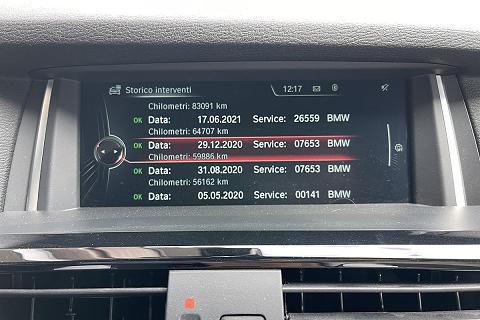 Storico interventi 12:17
Chilometri: 83091 km
OK Data: 17.06.2021 Service: 26559 BMW
Chilometri: 64707 km
OK Data: 29.12.2020 Service: 07653 BMW
Chilometri: 59886 km
OK Data: 31.08.2020 Service: 07653 BMW
Chilometri: 56162 km
OK Data: 05.05.2020 Service: 00141 BMW